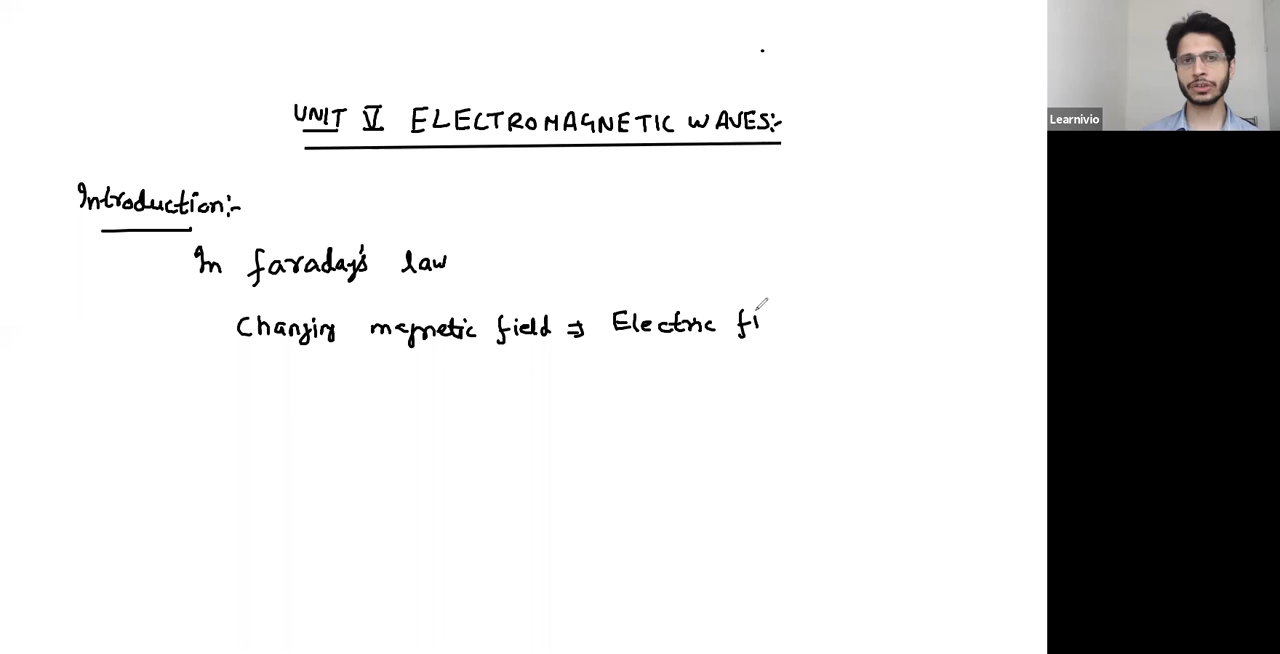 UNIT V ELECTROMAGNETIC WAVES:-
Introduction:-
In faraday's law
Changing magnetic field ⇒ Electric fi
Learnivio